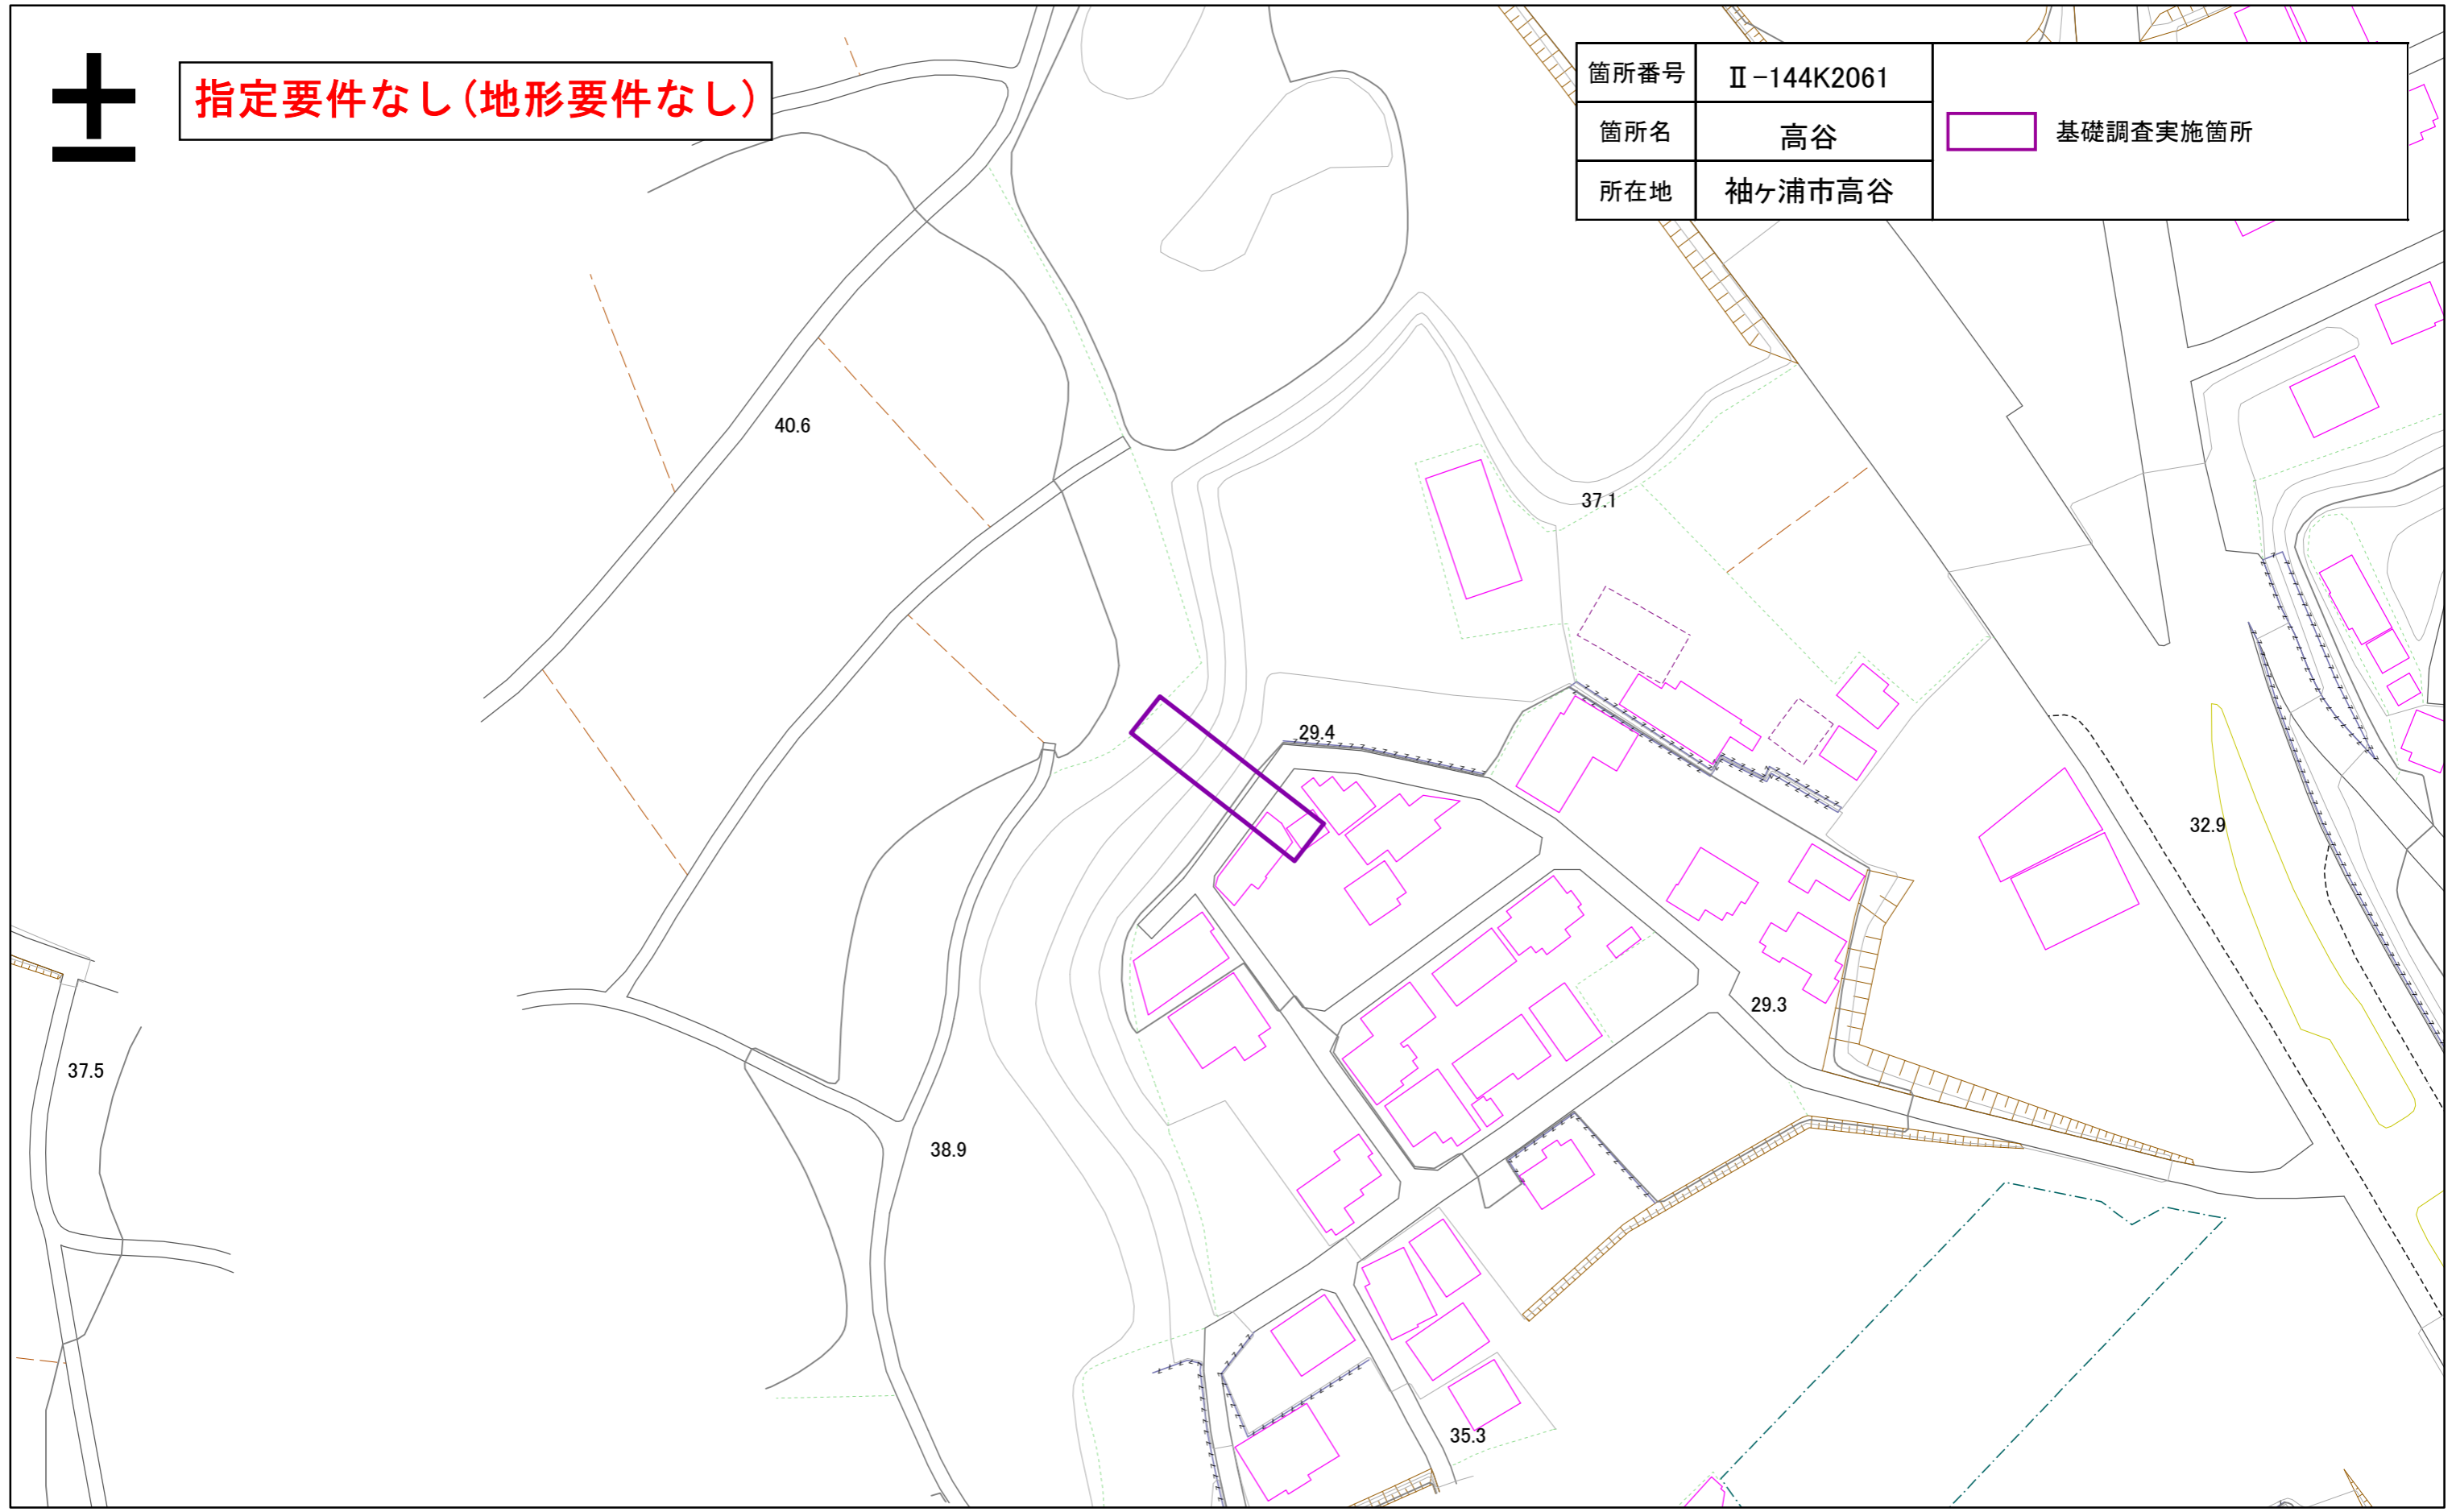 ±
指定要件なし(地形要件なし)
箇所番号 Ⅱ-144K2061
箇所名 高谷
所在地 袖ヶ浦市高谷
基礎調査実施箇所
40.6
37.1
29.4
32.9
29.3
37.5
38.9
35.3